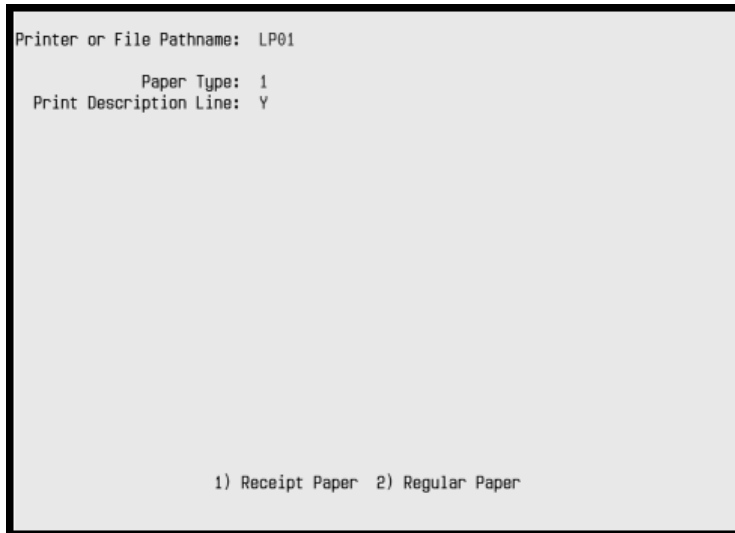 Printer or File Pathname: LP01
Paper Type: 1
Print Description Line: Y
1) Receipt Paper 2) Regular Paper